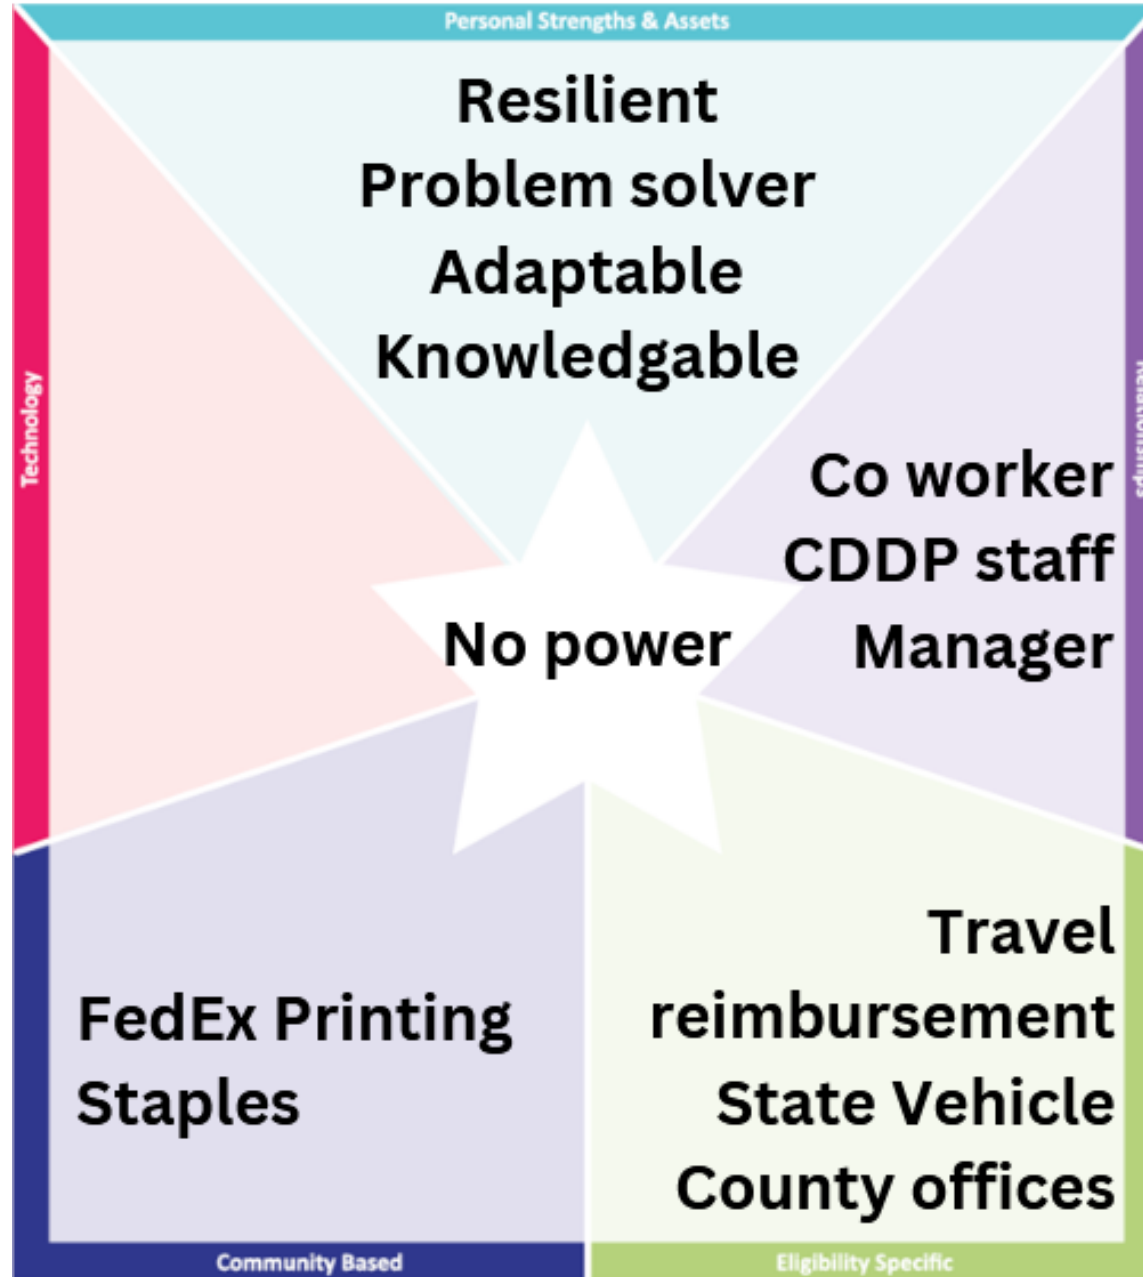 Personal Strengths & Assets
Resilient
Problem solver
Adaptable
Knowledgable
Technology
Relationships
Co worker
CDDP staff
Manager
No power
FedEx Printing
Staples
Travel
reimbursement
State Vehicle
County offices
Community Based
Eligibility Specific